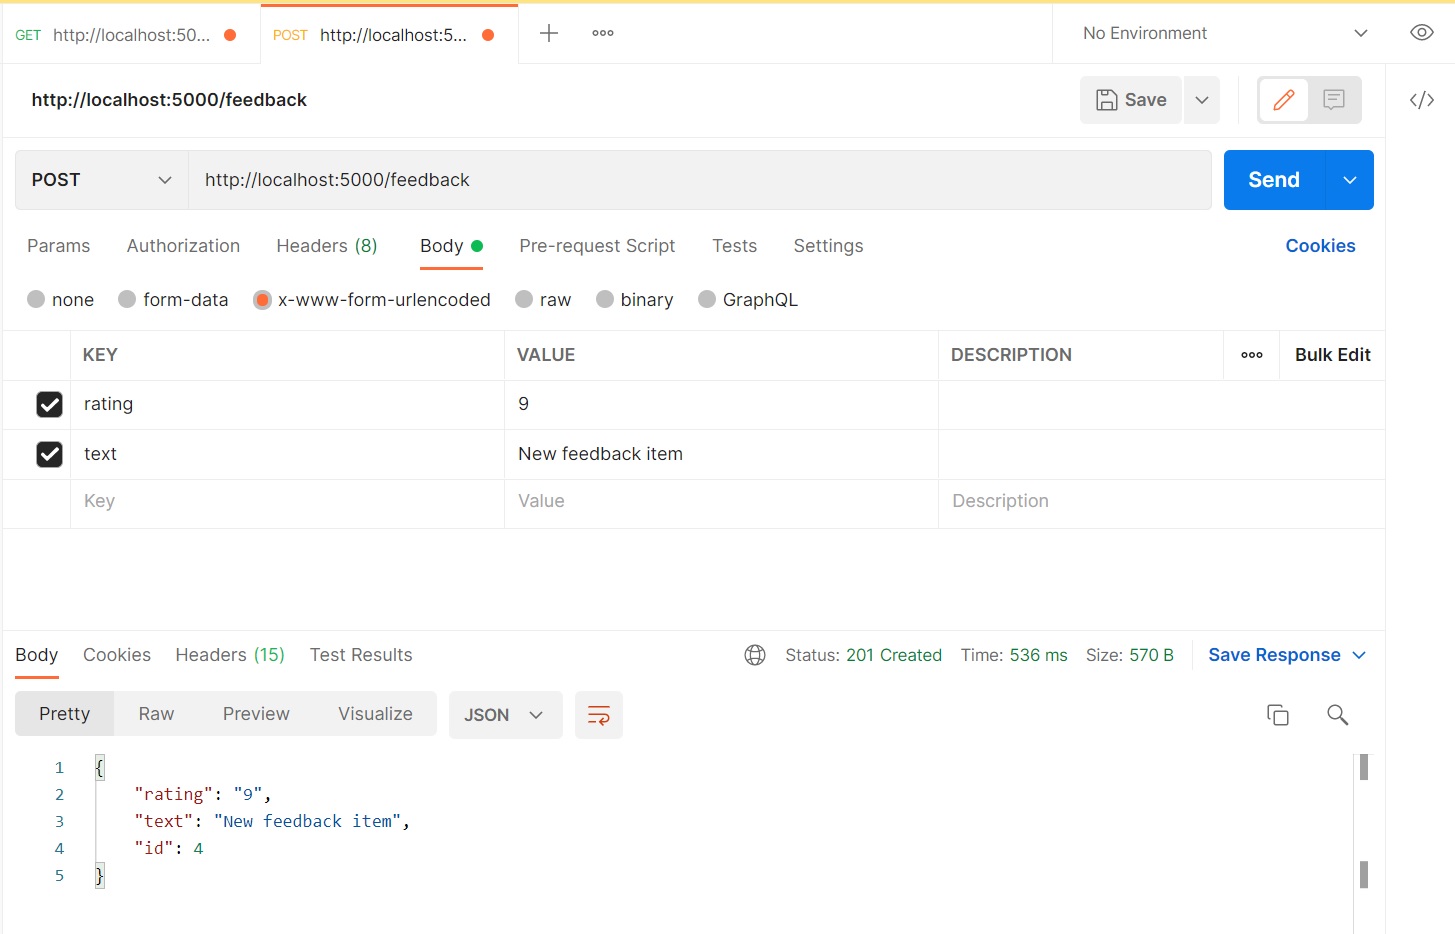 GET http://localhost:50... POST http://localhost:5... No Environment
http://localhost:5000/feedback Save </>
POST http://localhost:5000/feedback Send
Params Authorization Headers (8) Body Pre-request Script Tests Settings Cookies
none form-data x-www-form-urlencoded raw binary GraphQL
KEY VALUE DESCRIPTION Bulk Edit
rating 9
text New feedback item
Key Value Description
Body Cookies Headers (15) Test Results Status: 201 Created Time: 536 ms Size: 570 B Save Response
Pretty Raw Preview Visualize JSON
1 {
2 "rating": "9",
3 "text": "New feedback item",
4 "id": 4
5 }